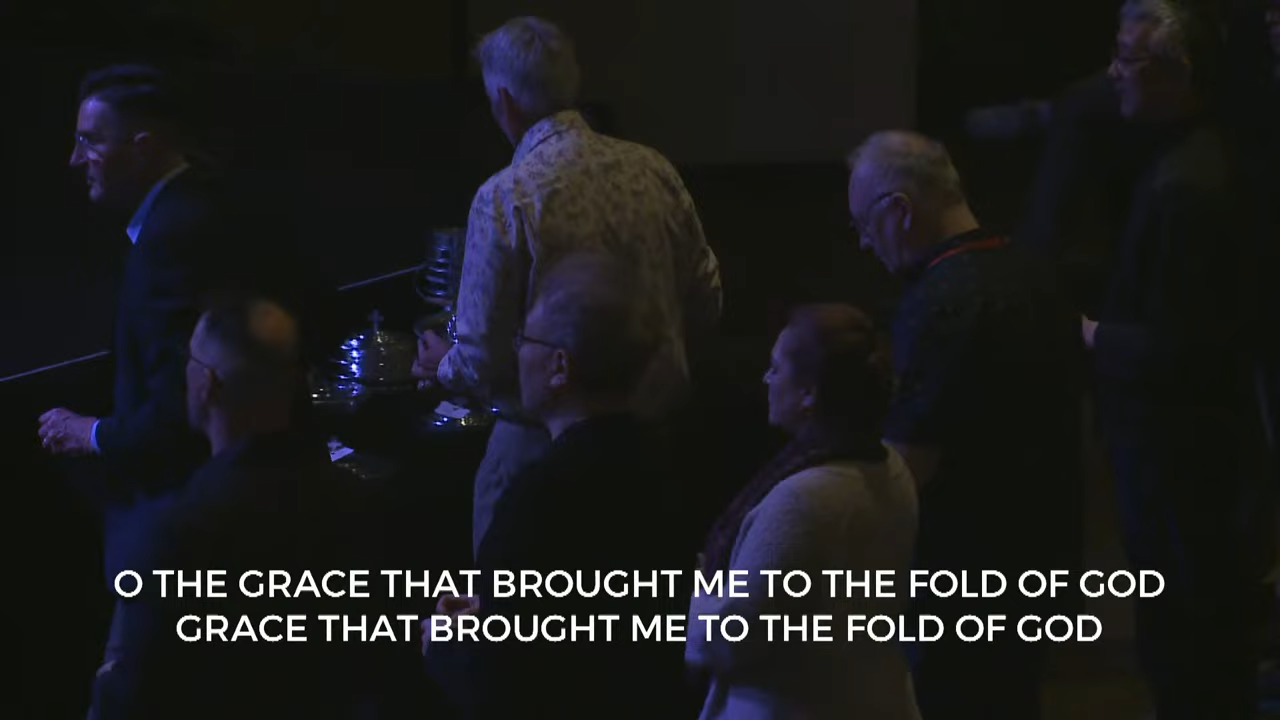 O THE GRACE THAT BROUGHT ME TO THE FOLD OF GOD
GRACE THAT BROUGHT ME TO THE FOLD OF GOD